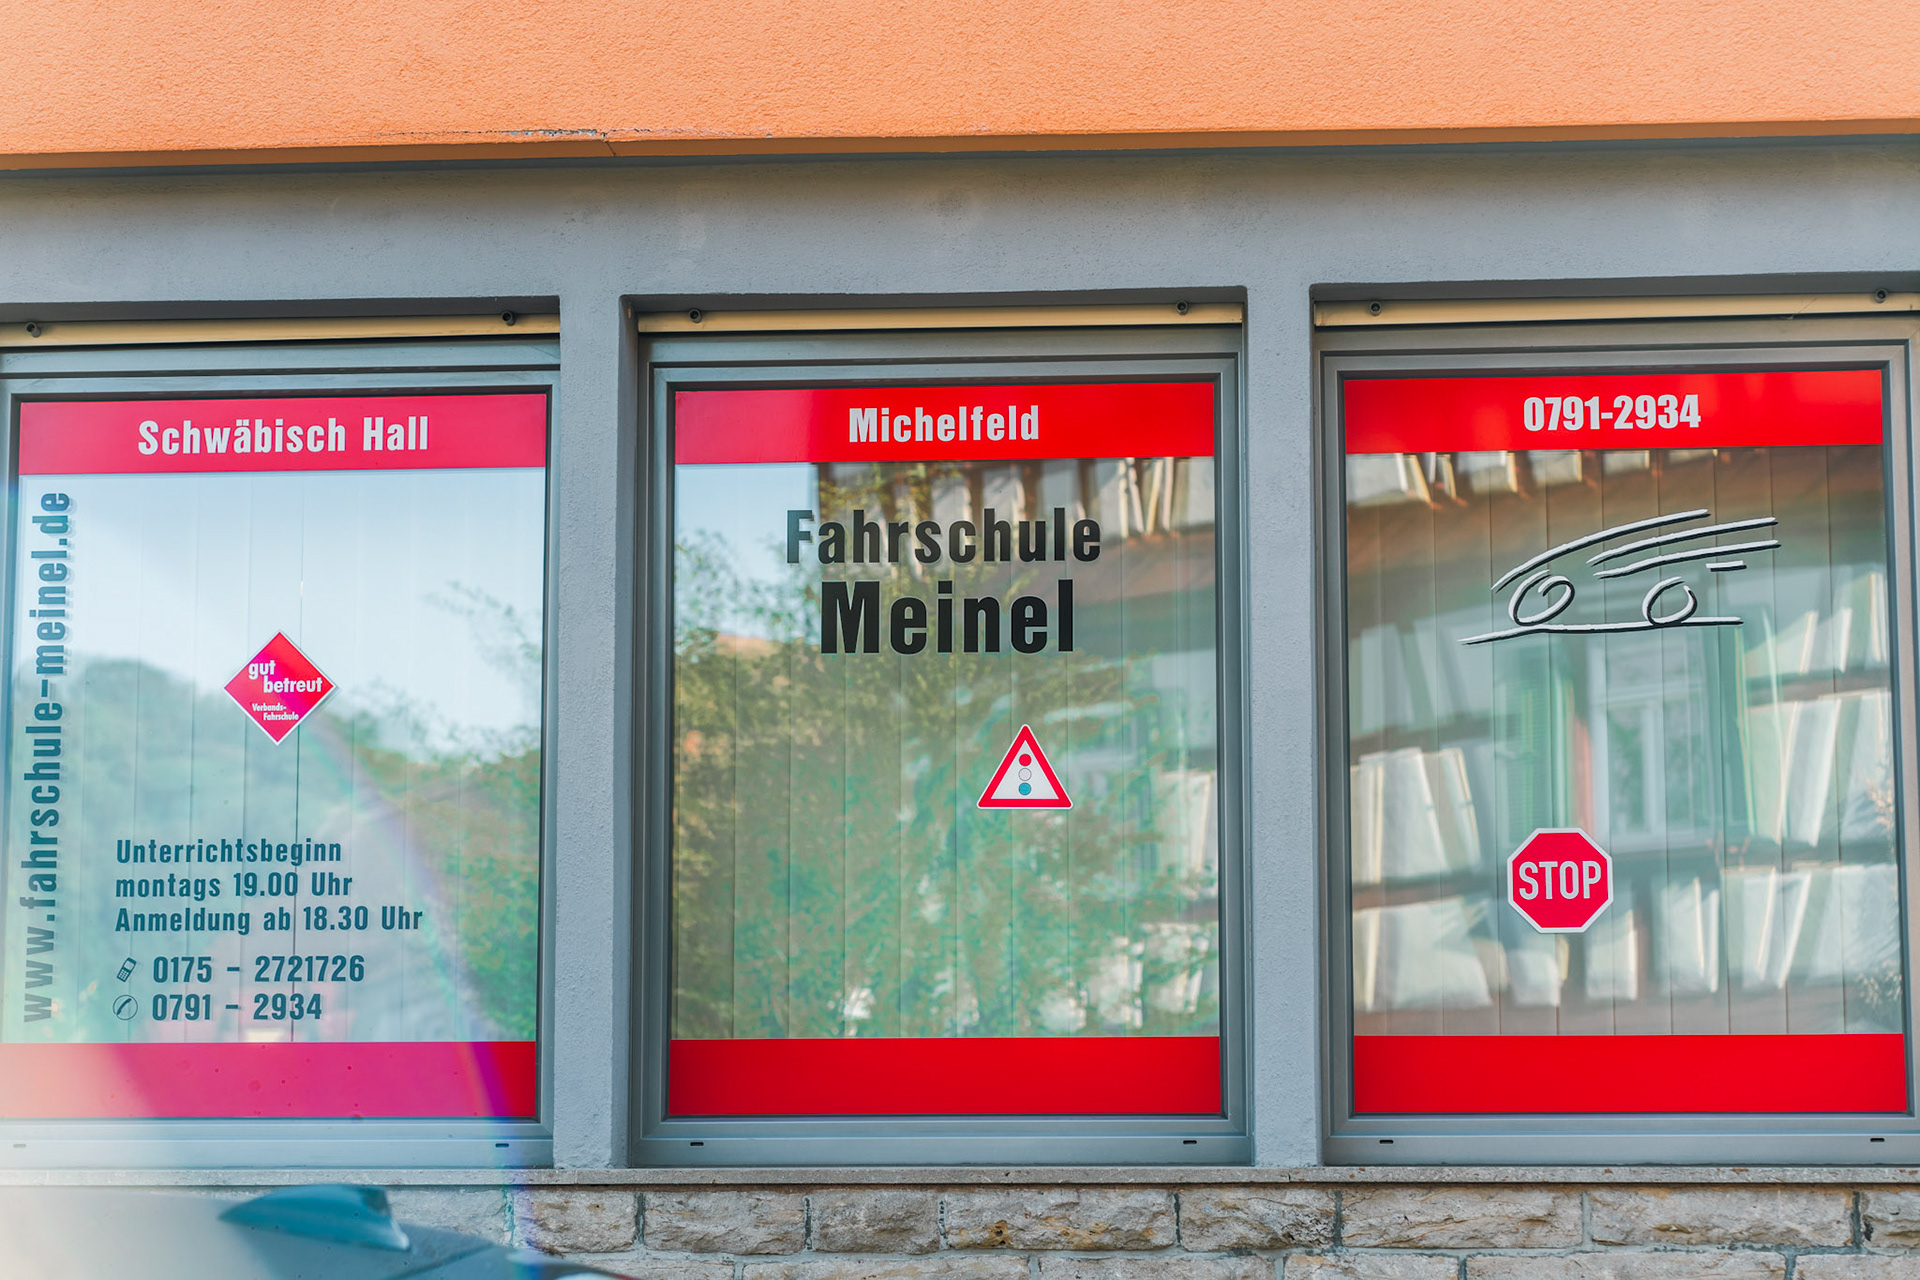 Schwäbisch Hall
www.fahrschule-meinel.de
gut
betreut
Verbands-
Fahrschule
Unterrichtsbeginn
montags 19.00 Uhr
Anmeldung ab 18.30 Uhr
0175 - 2721726
0791 - 2934
Michelfeld
Fahrschule
Meinel
0791-2934
STOP